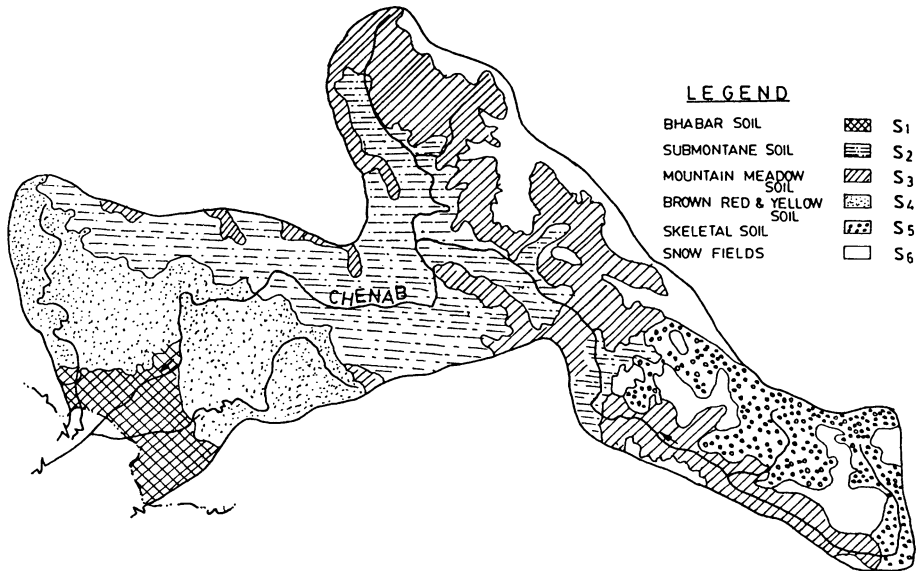 LEGEND
BHABAR SOIL S1
SUBMONTANE SOIL S2
MOUNTAIN MEADOW SOIL S3
BROWN RED & YELLOW SOIL S4
SKELETAL SOIL S5
SNOW FIELDS S6
CHENAB